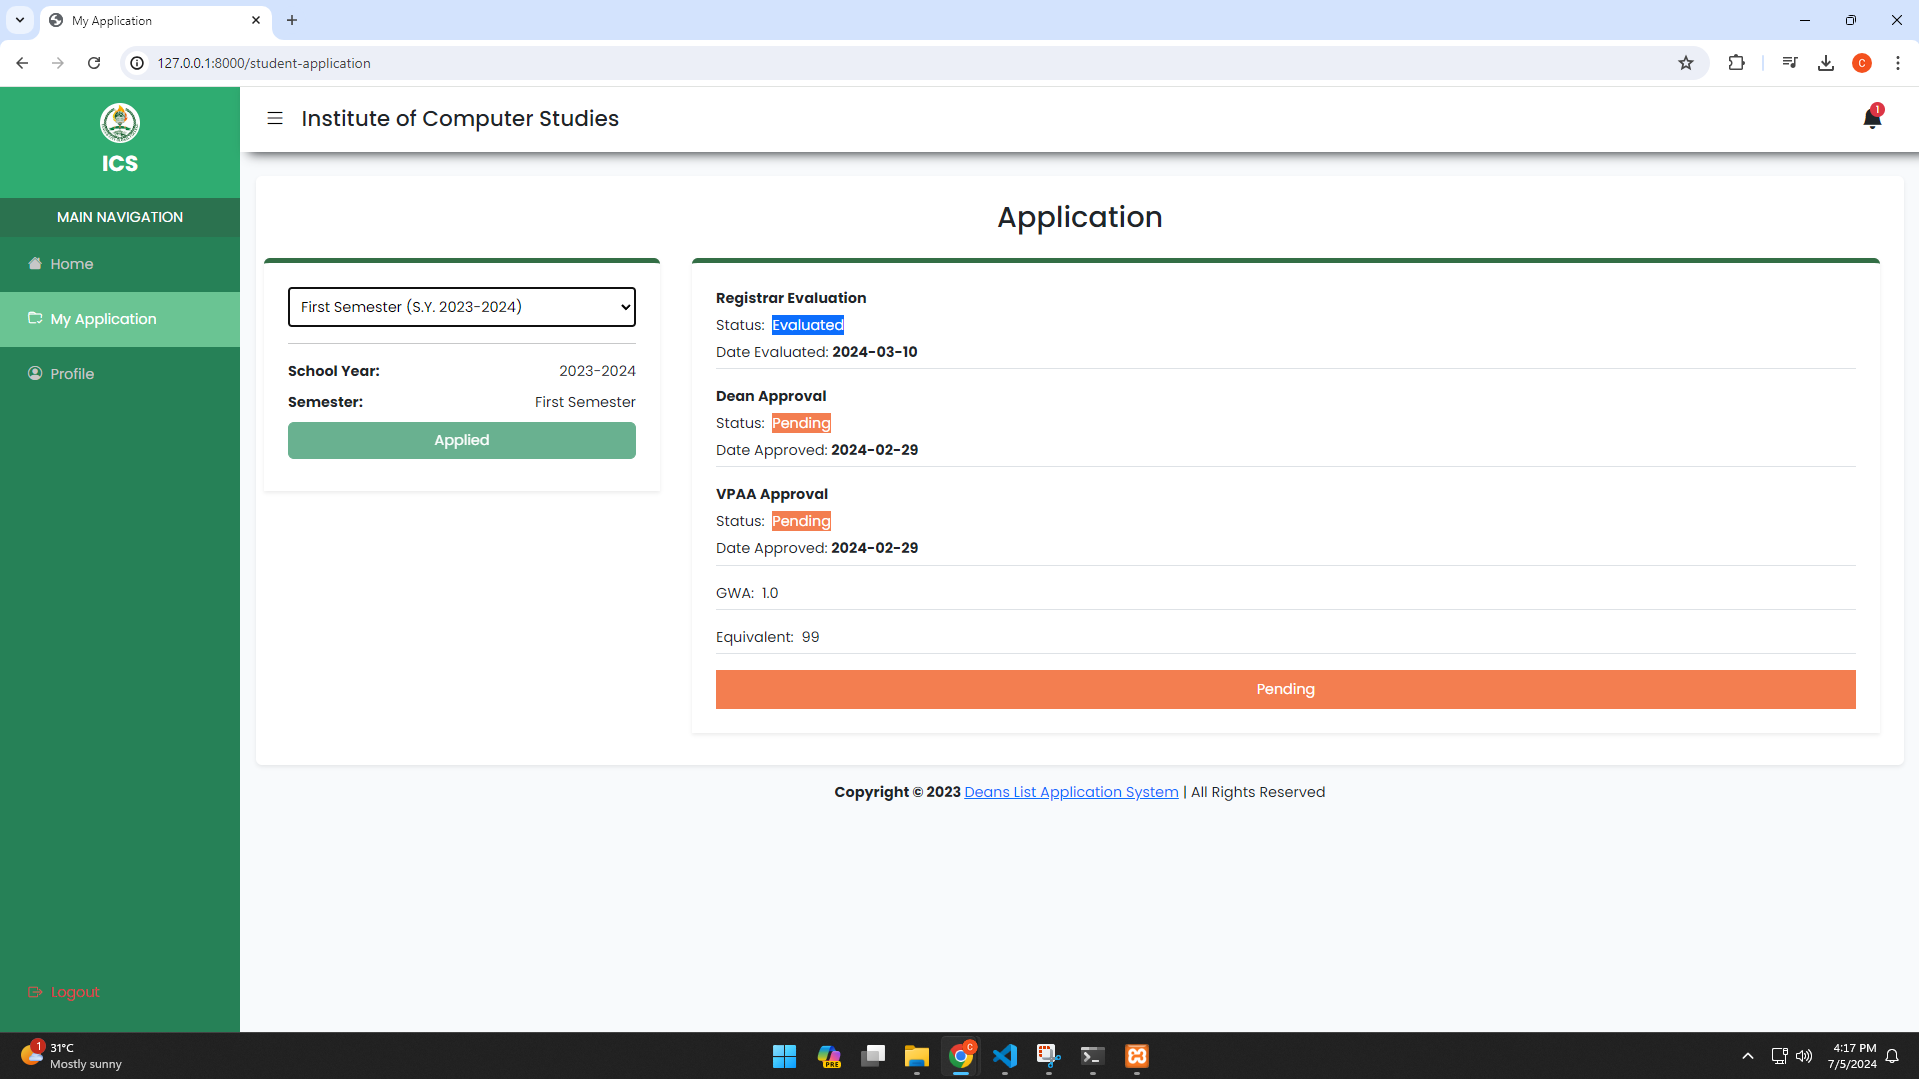 My Application
127.0.0.1:8000/student-application
C
ICS
MAIN NAVIGATION
Home
My Application
Profile
Logout
Institute of Computer Studies
1
Application
First Semester (S.Y. 2023-2024)
School Year: 2023-2024
Semester: First Semester
Applied
Registrar Evaluation
Status: Evaluated
Date Evaluated: 2024-03-10
Dean Approval
Status: Pending
Date Approved: 2024-02-29
VPAA Approval
Status: Pending
Date Approved: 2024-02-29
GWA: 1.0
Equivalent: 99
Pending
Copyright © 2023 Deans List Application System | All Rights Reserved
1
31°C
Mostly sunny
PRE
C
4:17 PM
7/5/2024